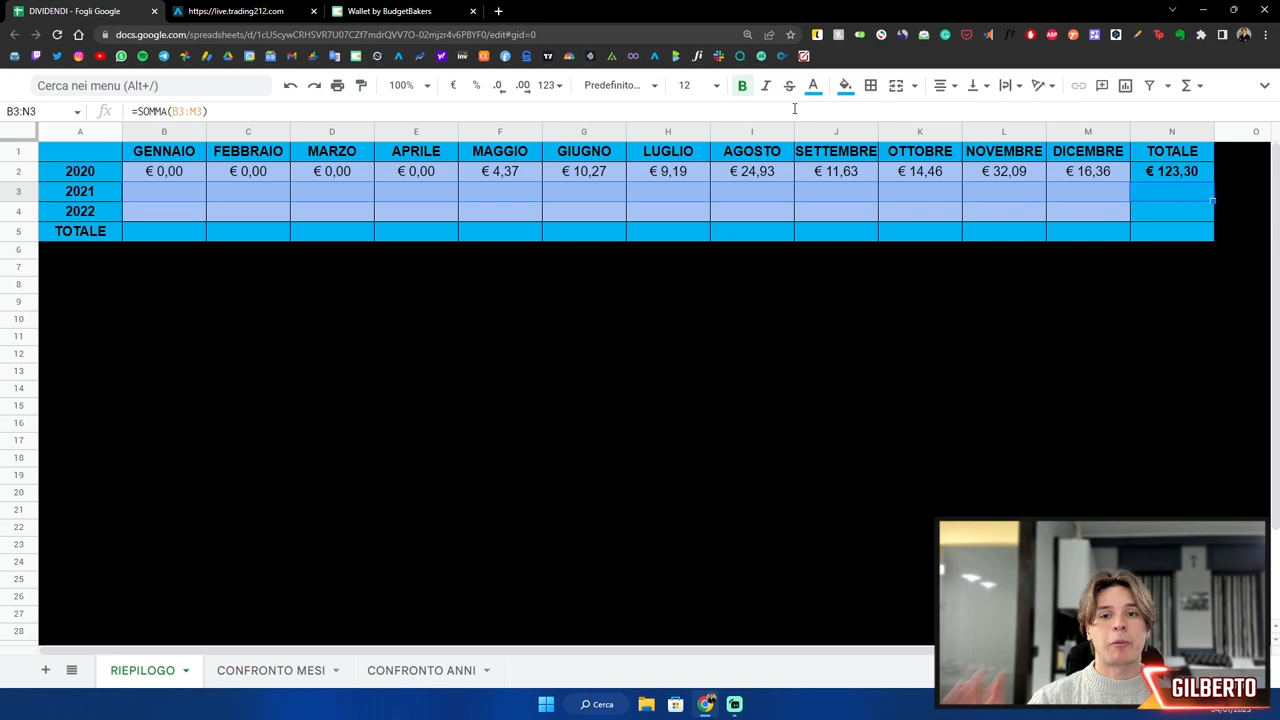 DIVIDENDI - Fogli Google
https://live.trading212.com
Wallet by BudgetBakers
docs.google.com/spreadsheets/d/1cU5cywCRHSVR7U07CZf7mdrQVV7O-02mjzr4v6PBYF0/edit#gid=0
Cerca nei menu (Alt+/)
100%
€
%
.0
.00
123
Predefinito...
12
B3:N3
fx
=SOMMA(B3:M3)
A B C D E F G H I J K L M N O
1 GENNAIO FEBBRAIO MARZO APRILE MAGGIO GIUGNO LUGLIO AGOSTO SETTEMBRE OTTOBRE NOVEMBRE DICEMBRE TOTALE
2 2020 € 0,00 € 0,00 € 0,00 € 0,00 € 4,37 € 10,27 € 9,19 € 24,93 € 11,63 € 14,46 € 32,09 € 16,36 € 123,30
3 2021
4 2022
5 TOTALE
6
7
8
9
10
11
12
13
14
15
16
17
18
19
20
21
22
23
24
25
26
27
28
RIEPILOGO
CONFRONTO MESI
CONFRONTO ANNI
Cerca
GILBERTO